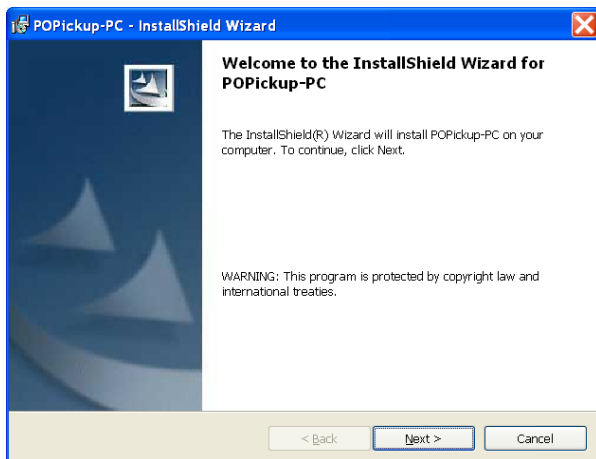 POPickup-PC - InstallShield Wizard
Welcome to the InstallShield Wizard for
POPickup-PC
The InstallShield(R) Wizard will install POPickup-PC on your
computer. To continue, click Next.
WARNING: This program is protected by copyright law and
international treaties.
< Back
Next >
Cancel